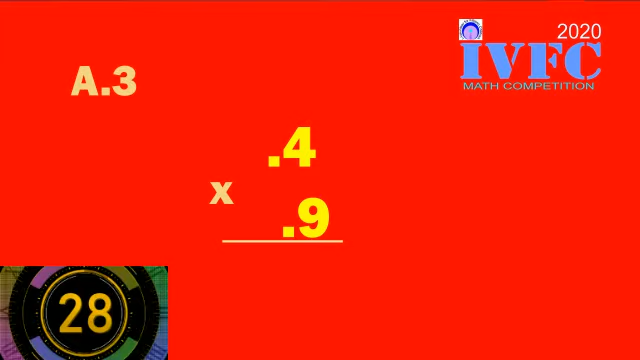 2020
IVFC
MATH COMPETITION
A.3
.4
x
.9
28